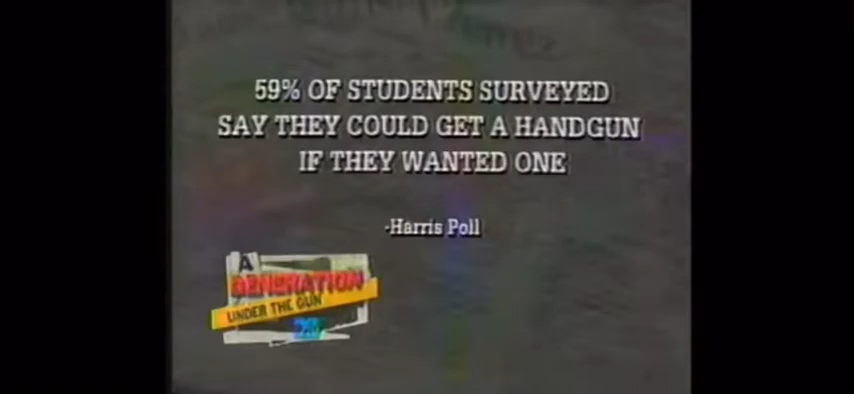 59% OF STUDENTS SURVEYED
SAY THEY COULD GET A HANDGUN
IF THEY WANTED ONE
-Harris Poll
A
GENERATION
UNDER THE GUN